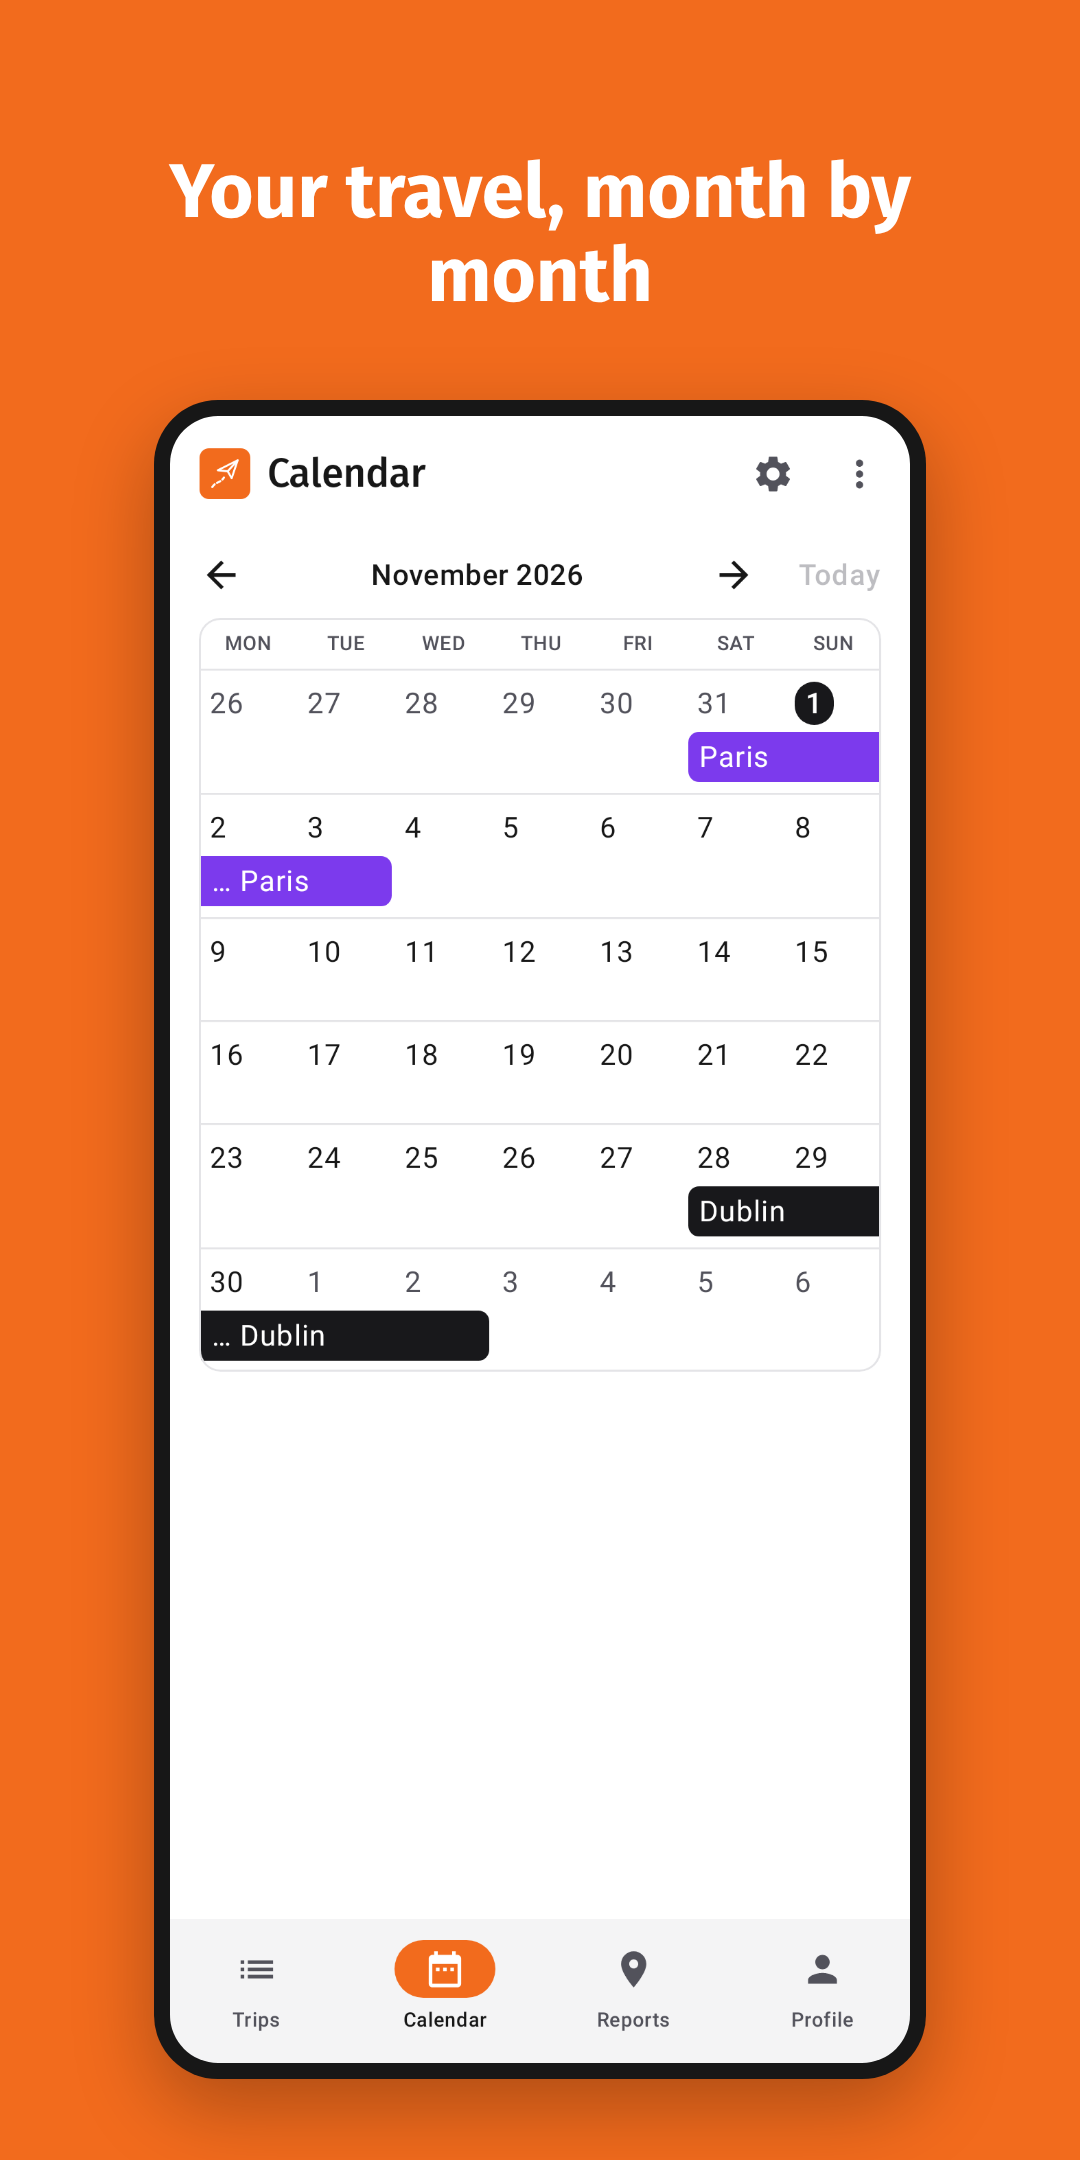 Your travel, month by
month
Calendar
November 2026
Today
MON TUE WED THU FRI SAT SUN
26 27 28 29 30 31 1
Paris
2 3 4 5 6 7 8
... Paris
9 10 11 12 13 14 15
16 17 18 19 20 21 22
23 24 25 26 27 28 29
Dublin
30 1 2 3 4 5 6
... Dublin
Trips Calendar Reports Profile